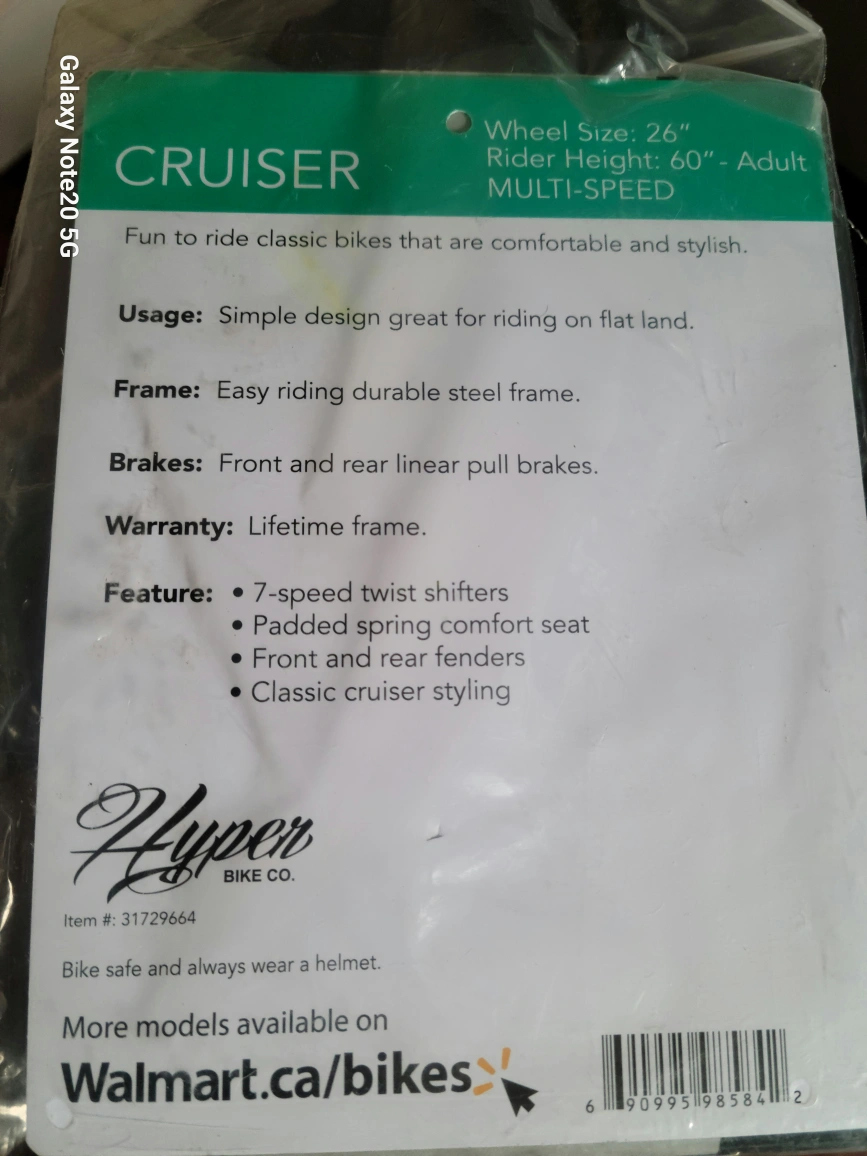 Galaxy Note20 5G
CRUISER
Wheel Size: 26"
Rider Height: 60" - Adult
MULTI-SPEED
Fun to ride classic bikes that are comfortable and stylish.
Usage: Simple design great for riding on flat land.
Frame: Easy riding durable steel frame.
Brakes: Front and rear linear pull brakes.
Warranty: Lifetime frame.
Feature: • 7-speed twist shifters
• Padded spring comfort seat
• Front and rear fenders
• Classic cruiser styling
Hyper
BIKE CO.
Item #: 31729664
Bike safe and always wear a helmet.
More models available on
Walmart.ca/bikes
6 90995 98584 2